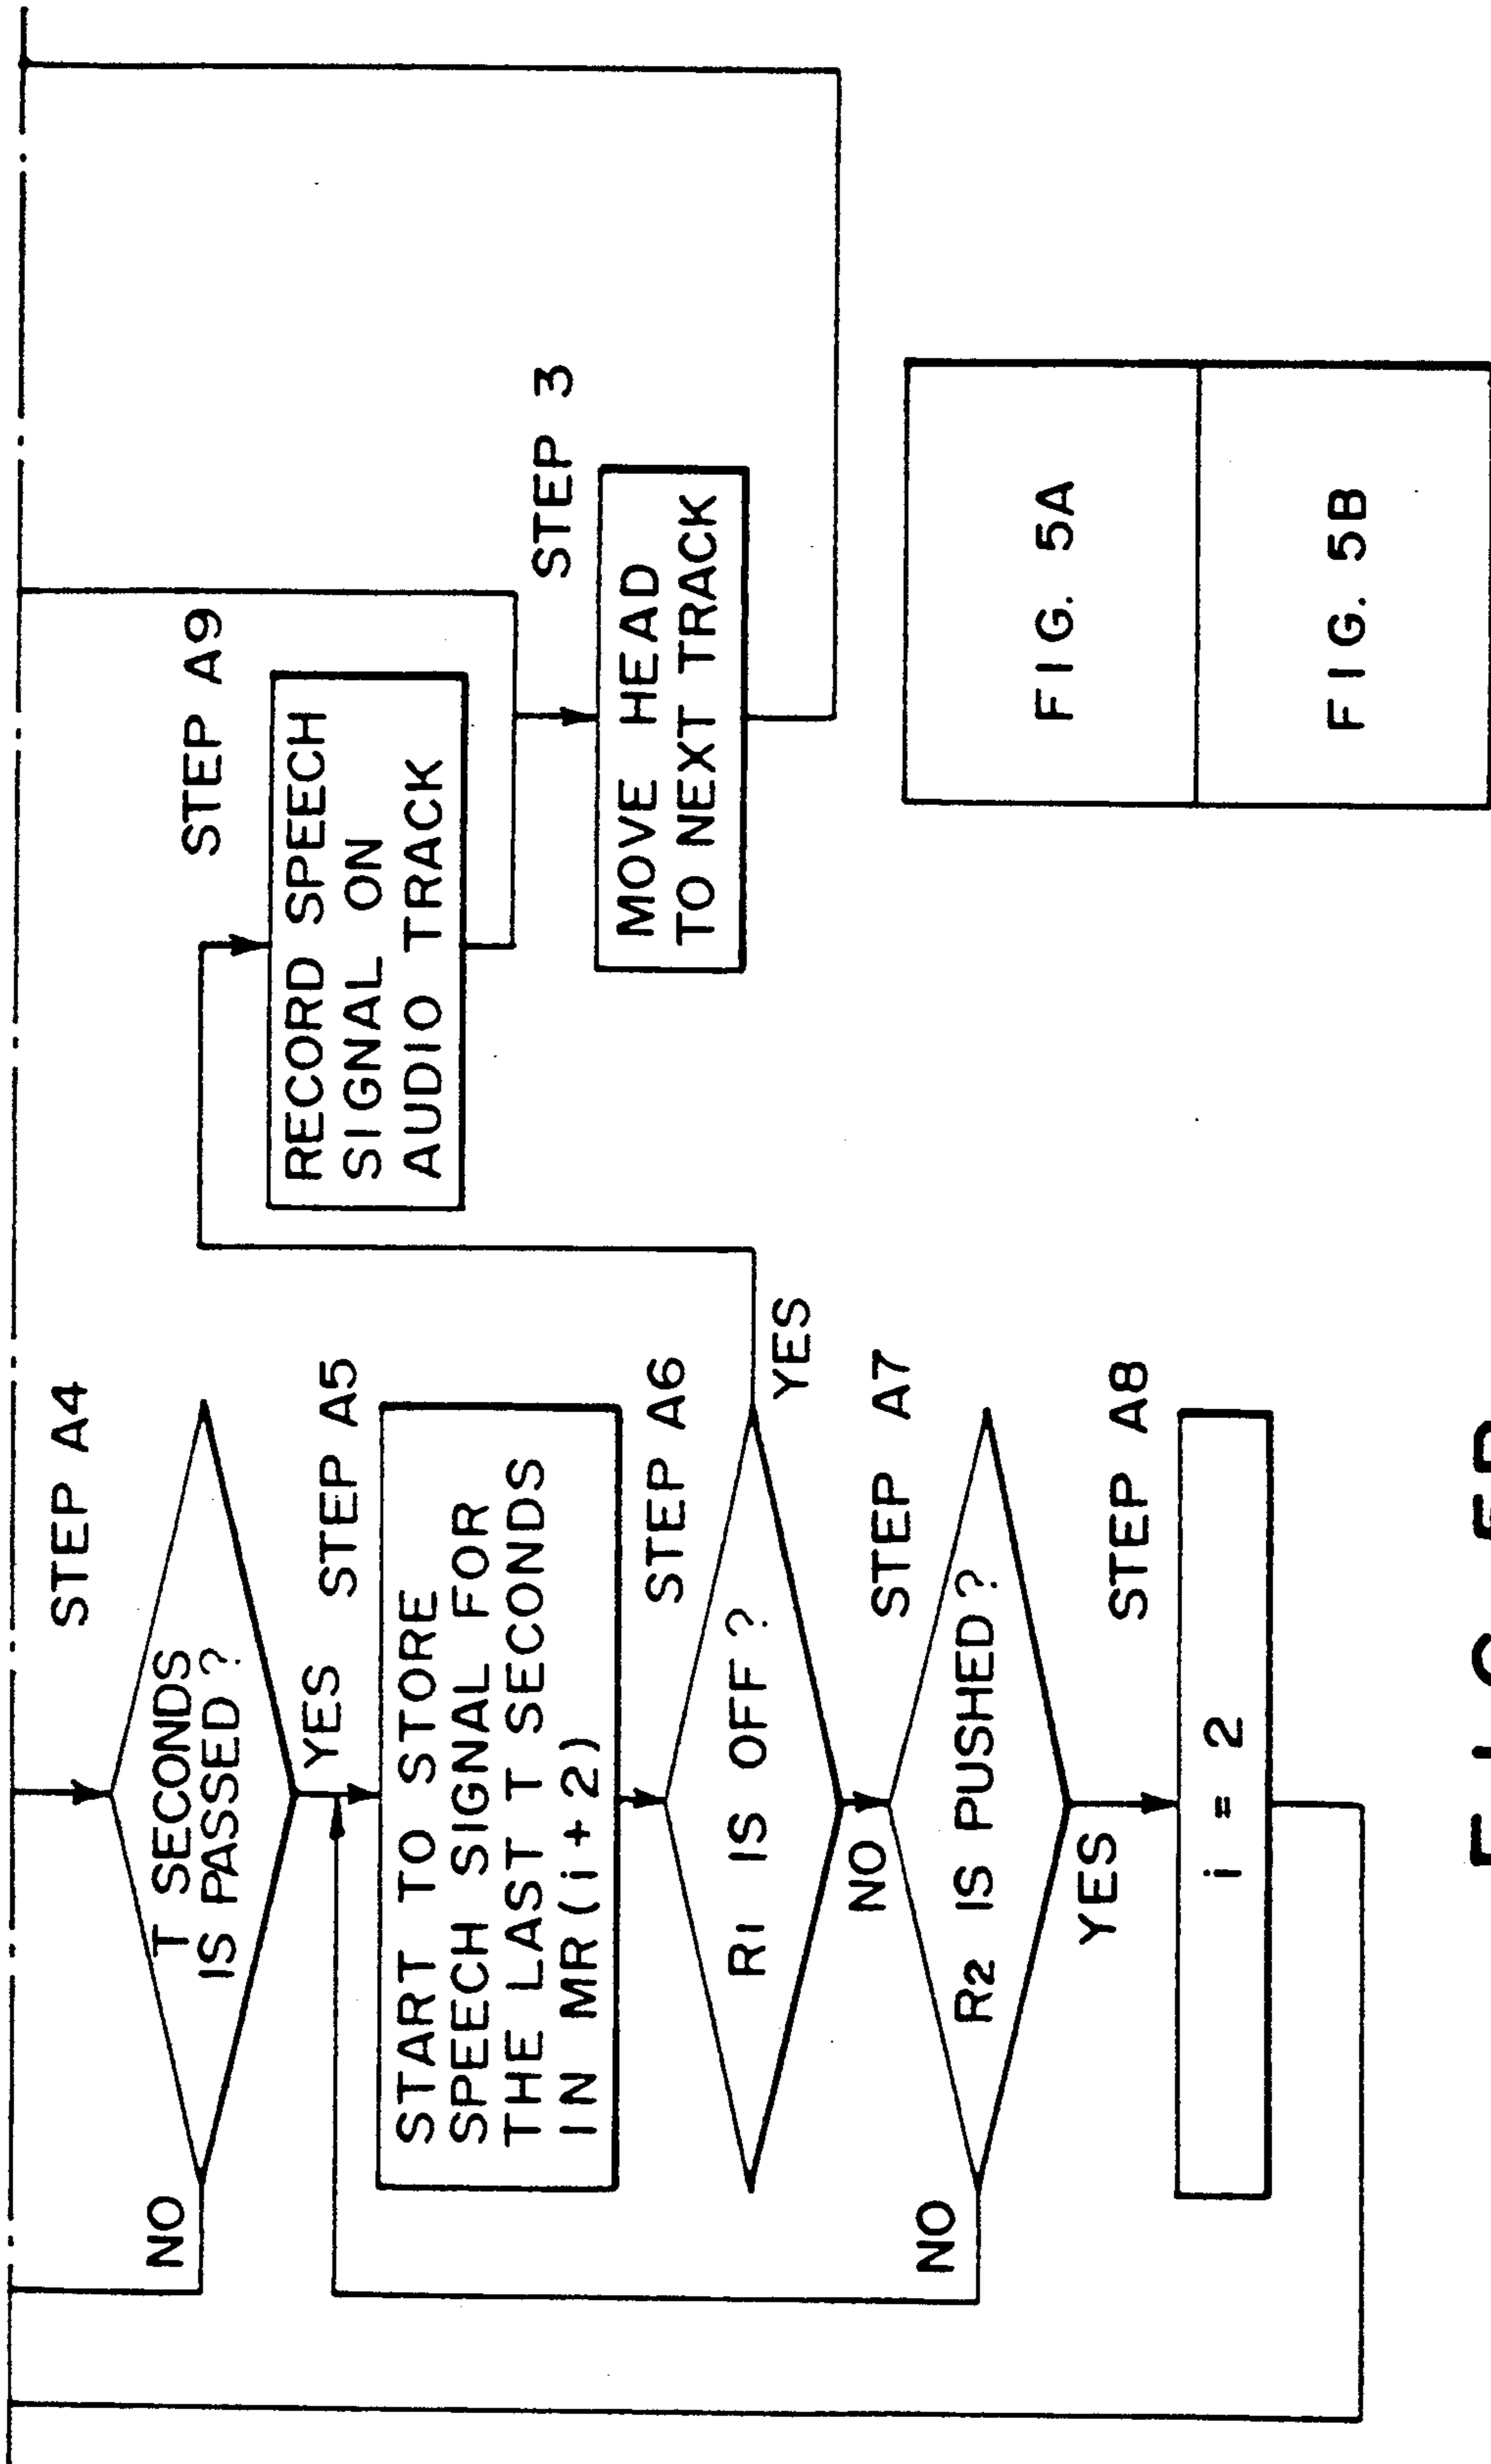 STEP A4
T SECONDS
IS PASSED ?
NO
YES
STEP A5
START TO STORE
SPEECH SIGNAL FOR
THE LAST T SECONDS
IN MR(i+2)
STEP A6
R1 IS OFF ?
YES
NO
STEP A7
R2 IS PUSHED ?
NO
YES
STEP A8
i = 2
STEP A9
RECORD SPEECH
SIGNAL ON
AUDIO TRACK
STEP 3
MOVE HEAD
TO NEXT TRACK
FIG. 5A
FIG. 5B